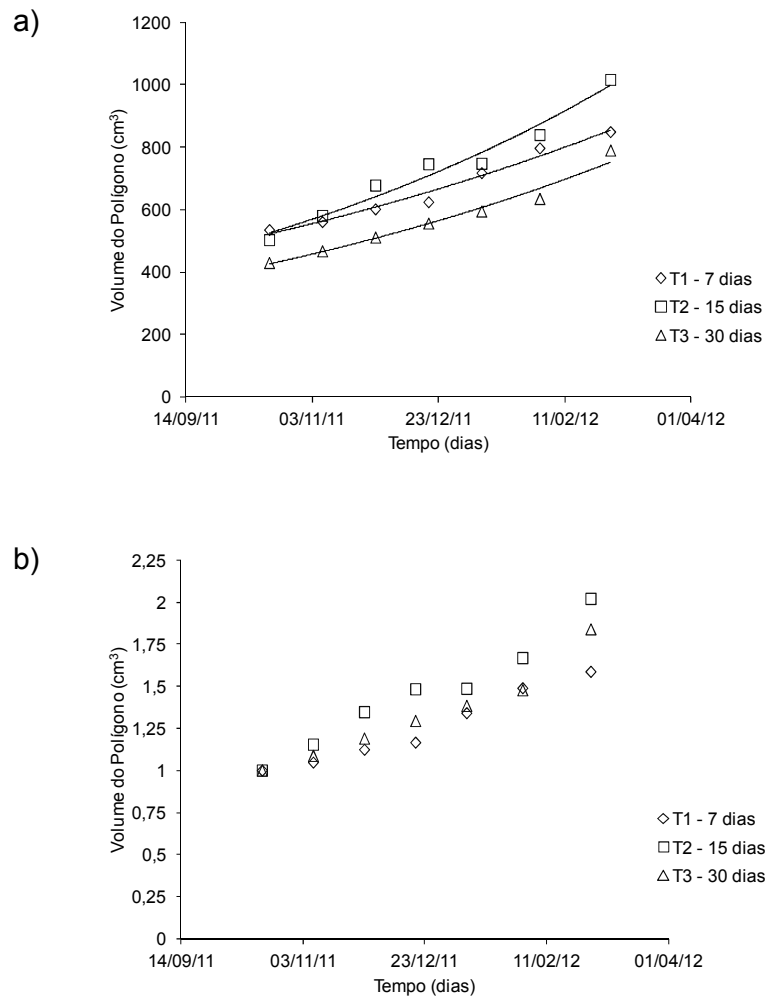 a)
1200
1000
800
600
400
200
0
Volume do Polígono (cm³)
14/09/11 03/11/11 23/12/11 11/02/12 01/04/12
Tempo (dias)
T1 - 7 dias
T2 - 15 dias
T3 - 30 dias
b)
2,25
2
1,75
1,5
1,25
1
0,75
0,5
0,25
0
Volume do Polígono (cm³)
14/09/11 03/11/11 23/12/11 11/02/12 01/04/12
Tempo (dias)
T1 - 7 dias
T2 - 15 dias
T3 - 30 dias